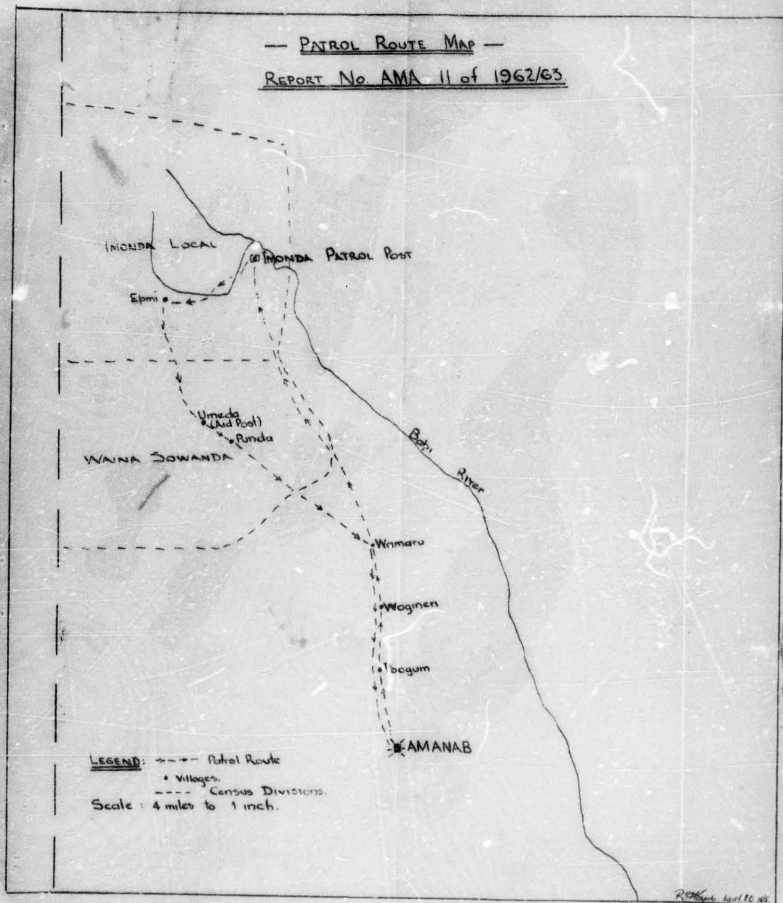 — PATROL ROUTE MAP —
REPORT No. AMA 11 of 1962/63.
IMONDA LOCAL
IMONDA PATROL POST
Epmi
Umeda
(Aid Post)
Punda
WAINA SOWANDA
Bapi
River
Wamaru
Woginen
Ibagum
AMANAB
LEGEND: Patrol Route
Villages.
Census Divisions.
Scale : 4 miles to 1 inch.